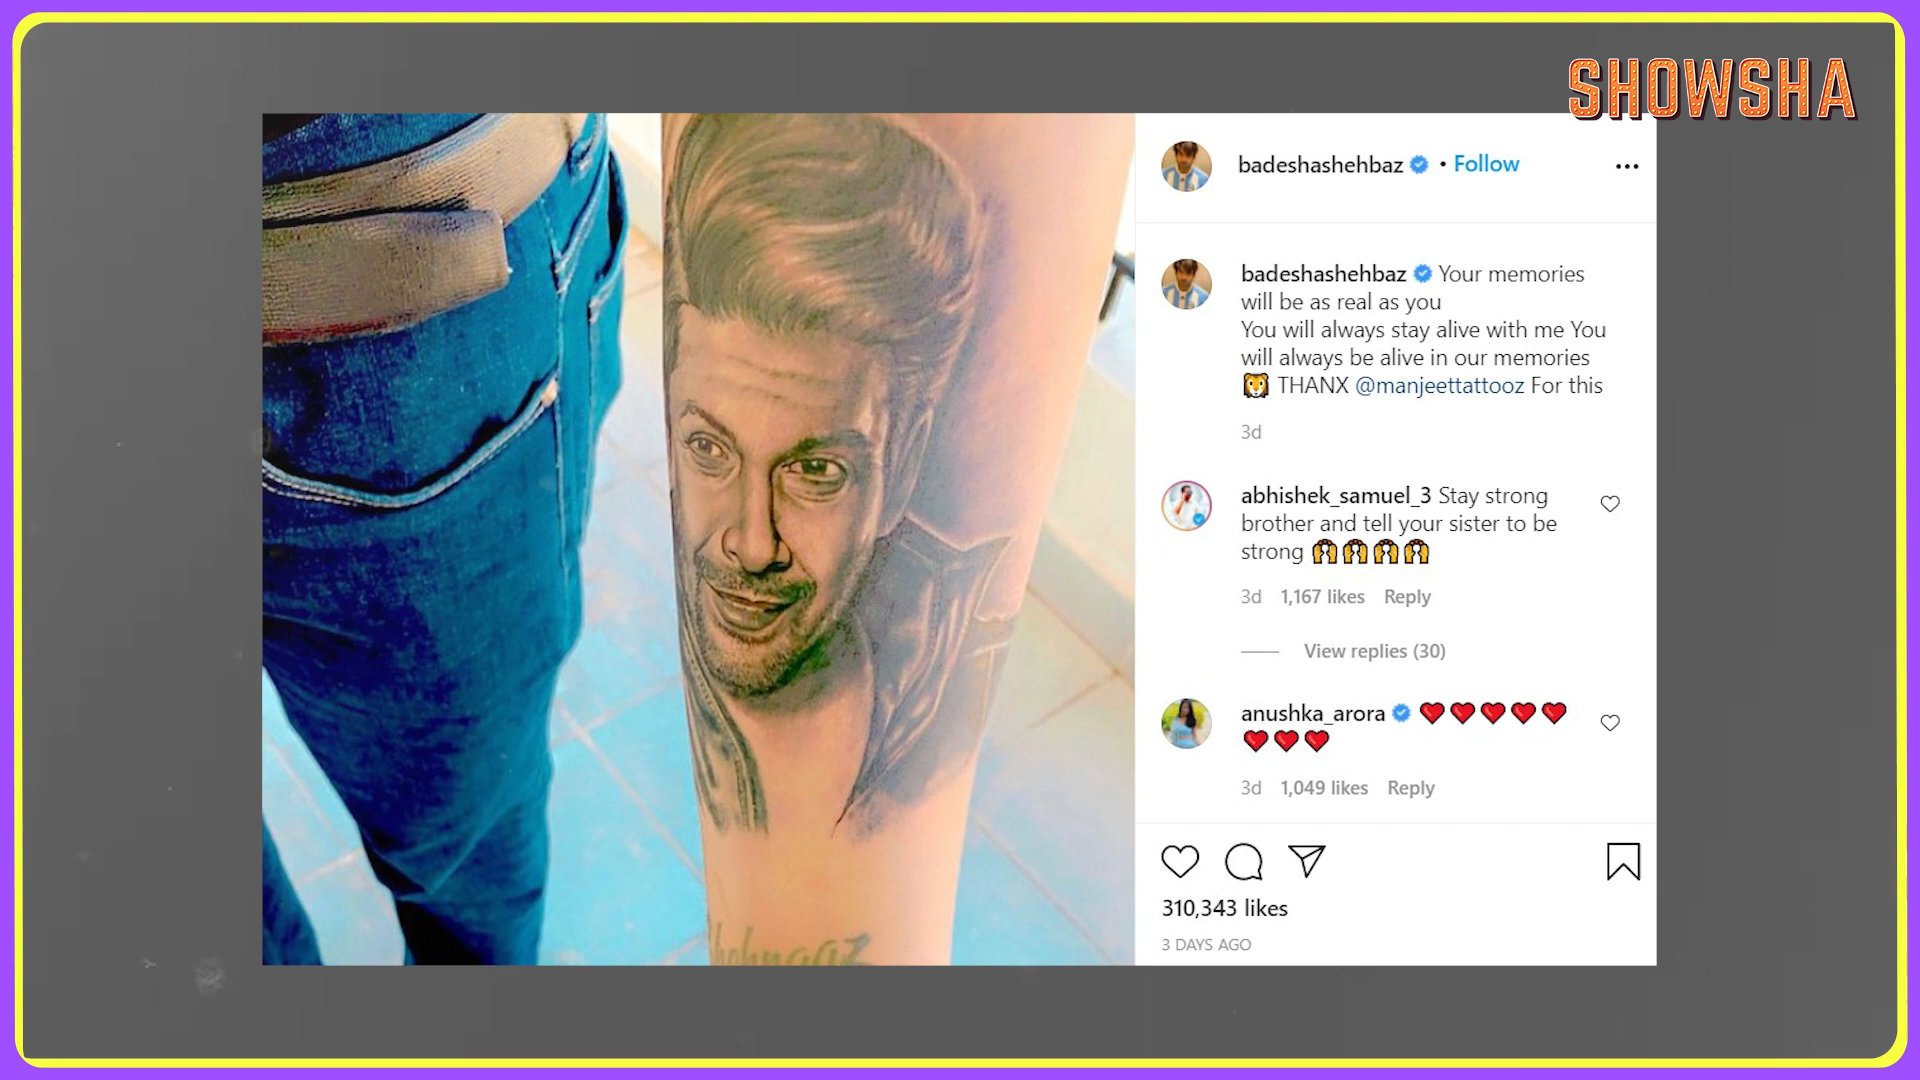 SHOWSHA
badeshashehbaz • Follow
badeshashehbaz Your memories
will be as real as you
You will always stay alive with me You
will always be alive in our memories
THANX @manjeettattooz For this
3d
abhishek_samuel_3 Stay strong
brother and tell your sister to be
strong
3d 1,167 likes Reply
View replies (30)
anushka_arora
3d 1,049 likes Reply
310,343 likes
3 DAYS AGO